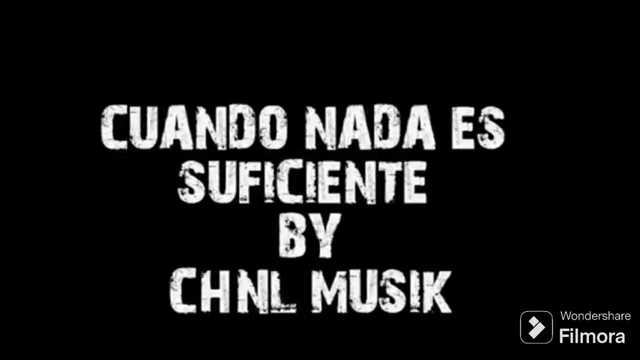 CUANDO NADA ES
SUFICIENTE
BY
CHNL MUSIK
Wondershare
Filmora